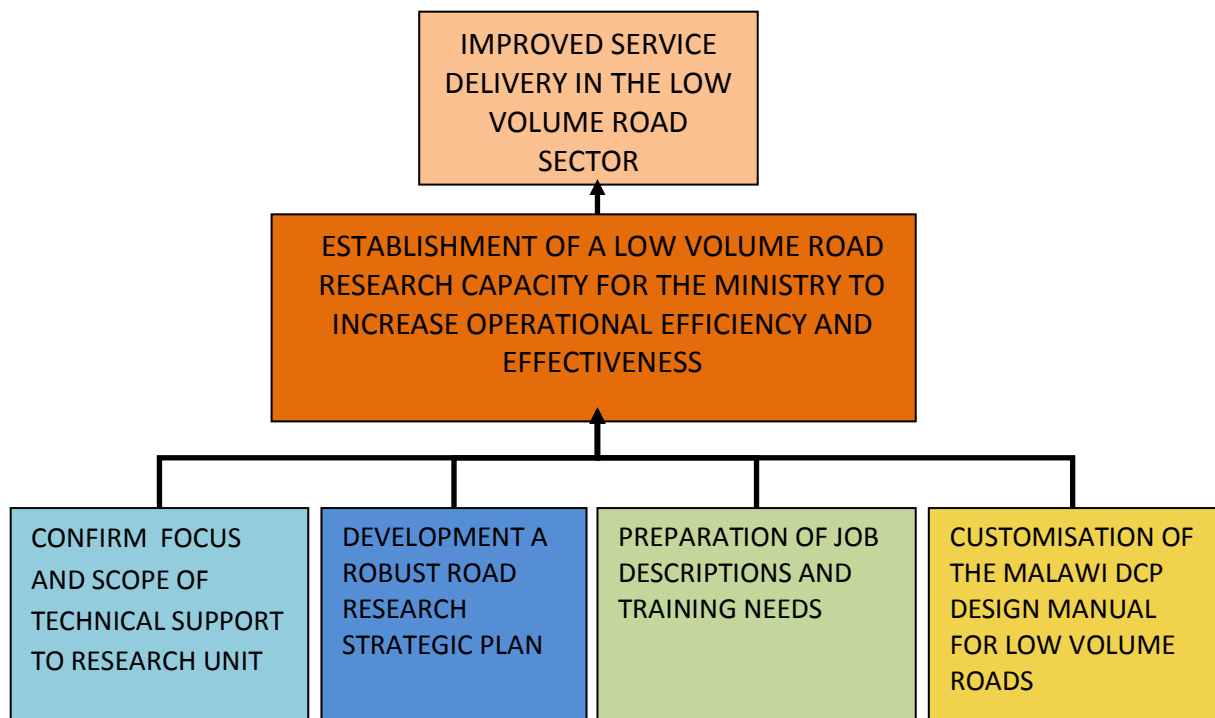 IMPROVED SERVICE
DELIVERY IN THE LOW
VOLUME ROAD
SECTOR
ESTABLISHMENT OF A LOW VOLUME ROAD
RESEARCH CAPACITY FOR THE MINISTRY TO
INCREASE OPERATIONAL EFFICIENCY AND
EFFECTIVENESS
CONFIRM FOCUS
AND SCOPE OF
TECHNICAL SUPPORT
TO RESEARCH UNIT
DEVELOPMENT A
ROBUST ROAD
RESEARCH
STRATEGIC PLAN
PREPARATION OF JOB
DESCRIPTIONS AND
TRAINING NEEDS
CUSTOMISATION OF
THE MALAWI DCP
DESIGN MANUAL
FOR LOW VOLUME
ROADS